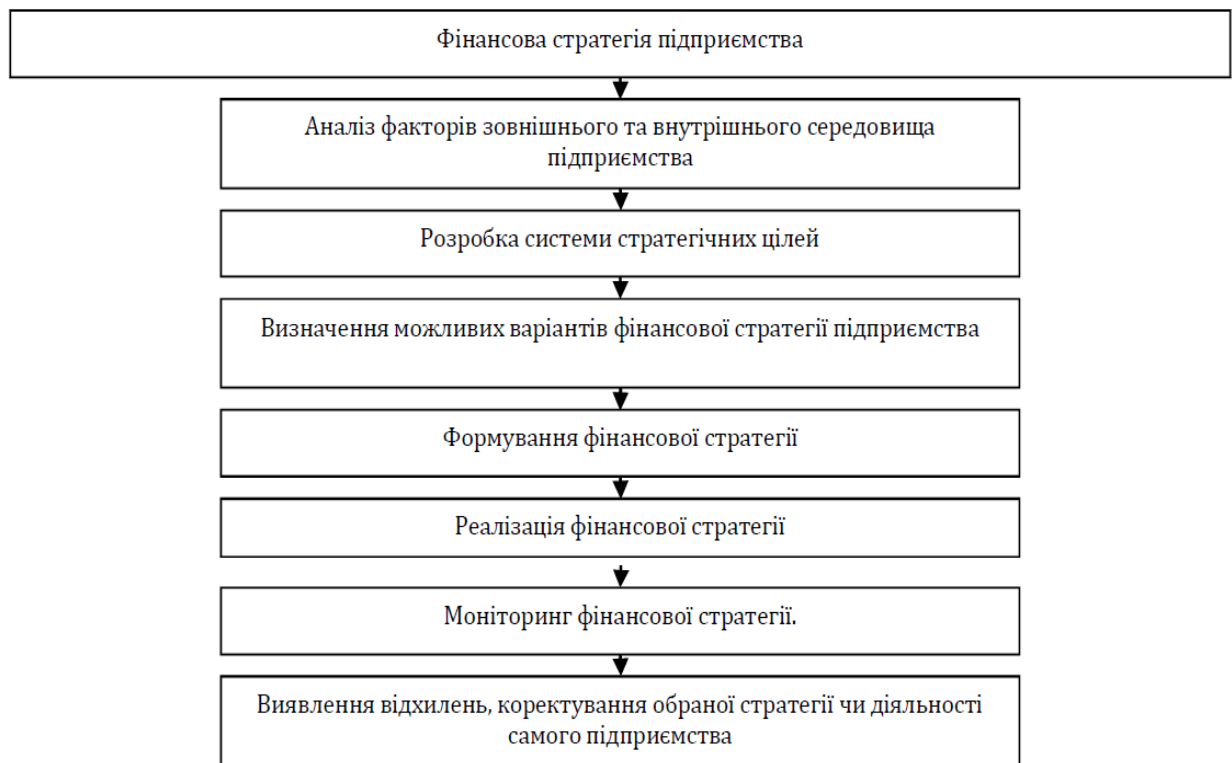 Фінансова стратегія підприємства
Аналіз факторів зовнішнього та внутрішнього середовища
підприємства
Розробка системи стратегічних цілей
Визначення можливих варіантів фінансової стратегії підприємства
Формування фінансової стратегії
Реалізація фінансової стратегії
Моніторинг фінансової стратегії.
Виявлення відхилень, коректування обраної стратегії чи діяльності
самого підприємства